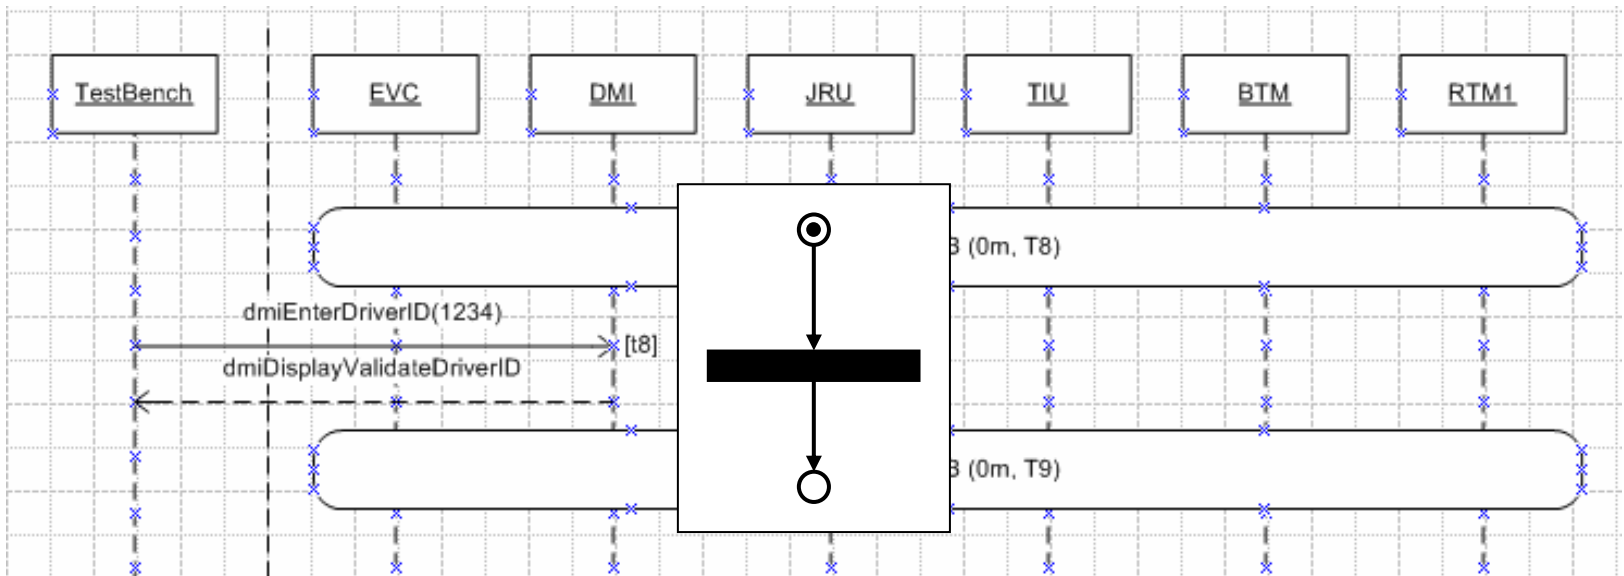 TestBench
EVC
DMI
JRU
TIU
BTM
RTM1
(0m, T8)
dmiEnterDriverID(1234)
[t8]
dmiDisplayValidateDriverID
(0m, T9)